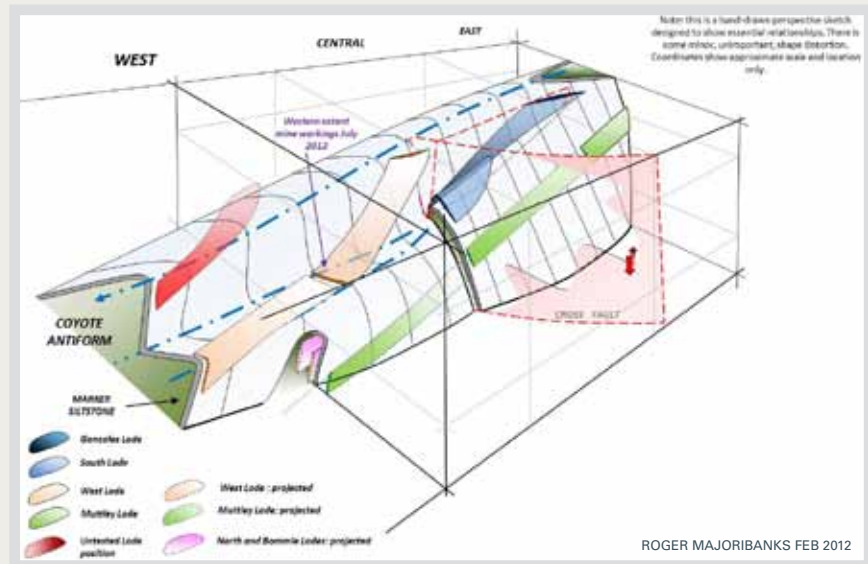 Note: this is a hand-drawn perspective sketch
designed to show essential relationships. There is
some minor, unimportant, shape distortion.
Coordinates show approximate scale and location
only.
WEST
CENTRAL
EAST
Western extent
mine workings July
2012
COYOTE
ANTIFORM
MARKER
SILTSTONE
CROSS FAULT
Gonzales Lode
South Lode
West Lode
Muttley Lode
Untested Lode
position
West Lode : projected
Muttley Lode: projected
North and Bommie Lodes: projected
ROGER MAJORIBANKS FEB 2012